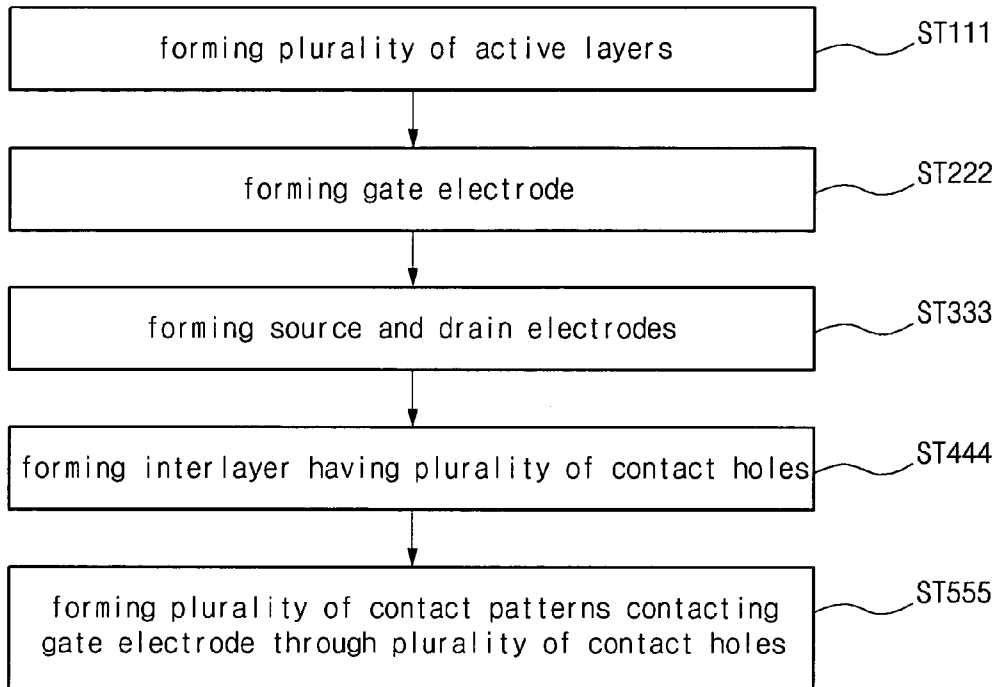 forming plurality of active layers
ST111
forming gate electrode
ST222
forming source and drain electrodes
ST333
forming interlayer having plurality of contact holes
ST444
forming plurality of contact patterns contacting
gate electrode through plurality of contact holes
ST555